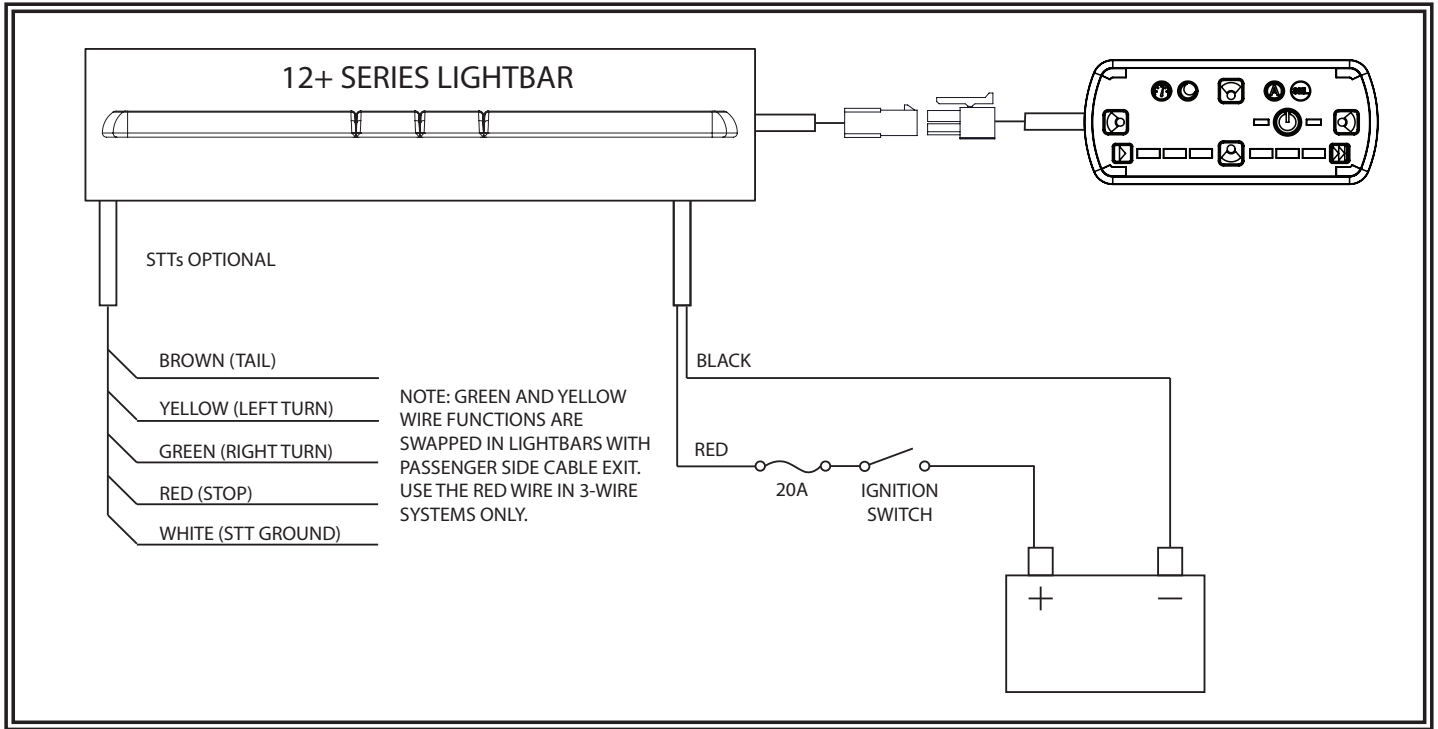 12+ SERIES LIGHTBAR
STTs OPTIONAL
BROWN (TAIL)
YELLOW (LEFT TURN)
GREEN (RIGHT TURN)
RED (STOP)
WHITE (STT GROUND)
NOTE: GREEN AND YELLOW
WIRE FUNCTIONS ARE
SWAPPED IN LIGHTBARS WITH
PASSENGER SIDE CABLE EXIT.
USE THE RED WIRE IN 3-WIRE
SYSTEMS ONLY.
BLACK
RED
20A
IGNITION
SWITCH
+ −
A